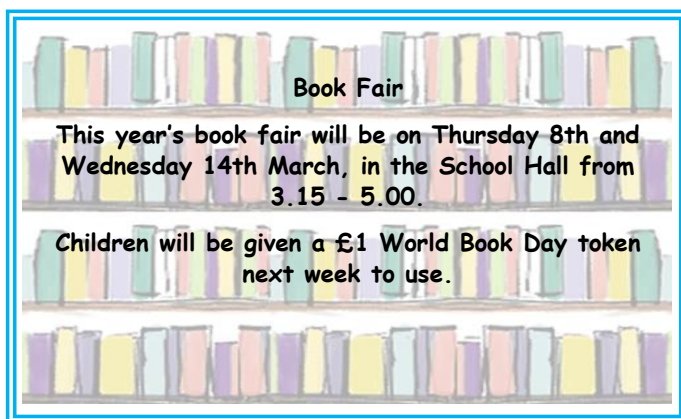 Book Fair
This year's book fair will be on Thursday 8th and
Wednesday 14th March, in the School Hall from
3.15 - 5.00.
Children will be given a £1 World Book Day token
next week to use.